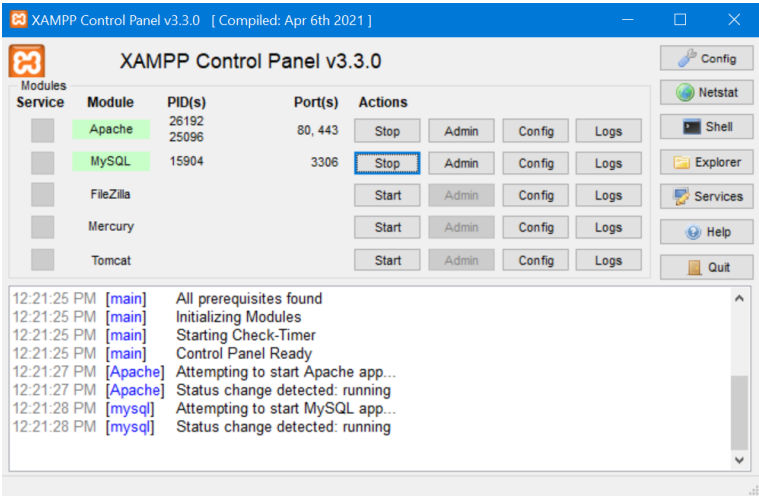 XAMPP Control Panel v3.3.0 [ Compiled: Apr 6th 2021 ]
XAMPP Control Panel v3.3.0
Config
Modules
Service Module PID(s) Port(s) Actions
Netstat
Apache 26192 25096 80, 443 Stop Admin Config Logs
Shell
MySQL 15904 3306 Stop Admin Config Logs
Explorer
FileZilla Start Admin Config Logs
Services
Mercury Start Admin Config Logs
Help
Tomcat Start Admin Config Logs
Quit
12:21:25 PM [main] All prerequisites found
12:21:25 PM [main] Initializing Modules
12:21:25 PM [main] Starting Check-Timer
12:21:25 PM [main] Control Panel Ready
12:21:27 PM [Apache] Attempting to start Apache app...
12:21:27 PM [Apache] Status change detected: running
12:21:28 PM [mysql] Attempting to start MySQL app...
12:21:28 PM [mysql] Status change detected: running